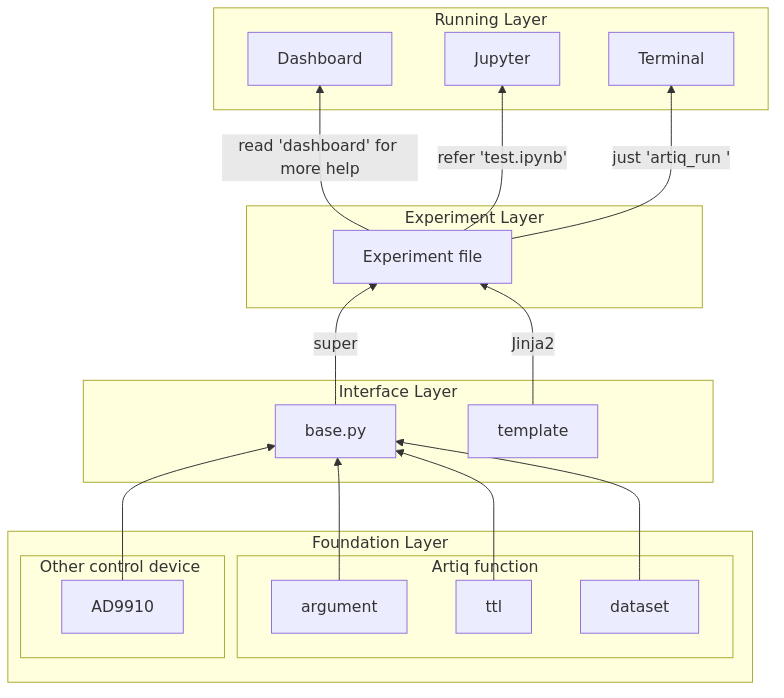 Running Layer
Dashboard
Jupyter
Terminal
read 'dashboard' for
more help
refer 'test.ipynb'
just 'artiq_run '
Experiment Layer
Experiment file
super
Jinja2
Interface Layer
base.py
template
Foundation Layer
Other control device
Artiq function
AD9910
argument
ttl
dataset